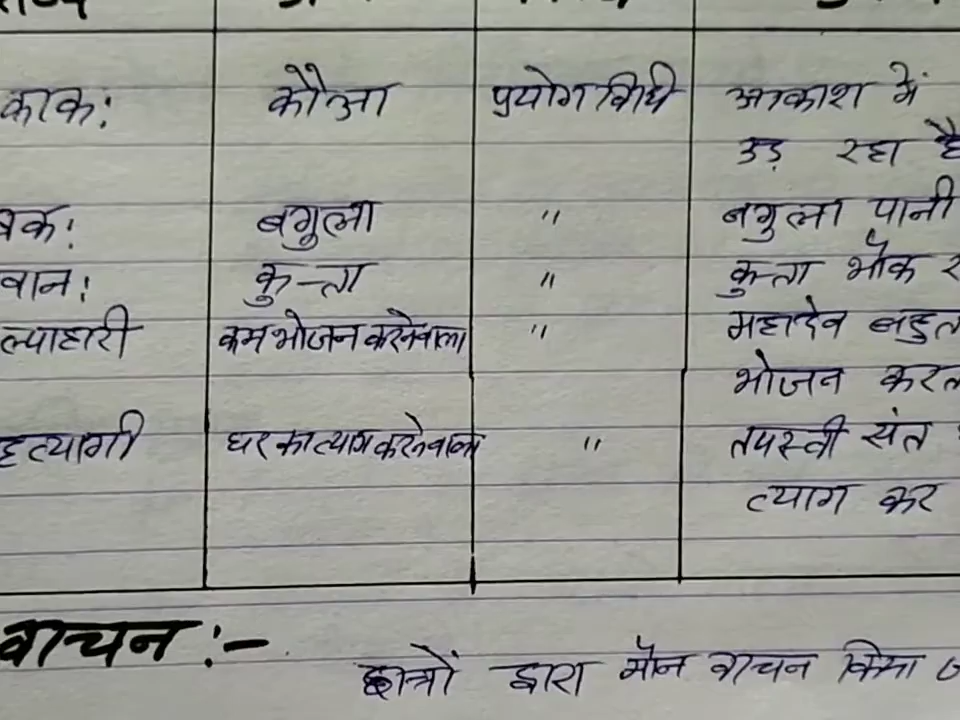 काक: कौआ प्रयोग विधि आकाश में
उड़ रहा है
बक: बगुला " बगुला पानी
वान: कुत्ता " कुत्ता भौंक
ल्पाहारी कम भोजन करनेवाला " महादेव बहुत
भोजन करत
हत्यागी घर का त्याग करनेवाला " तपस्वी संत
त्याग कर
वाचन :-
छात्रों द्वारा मौन वाचन किया